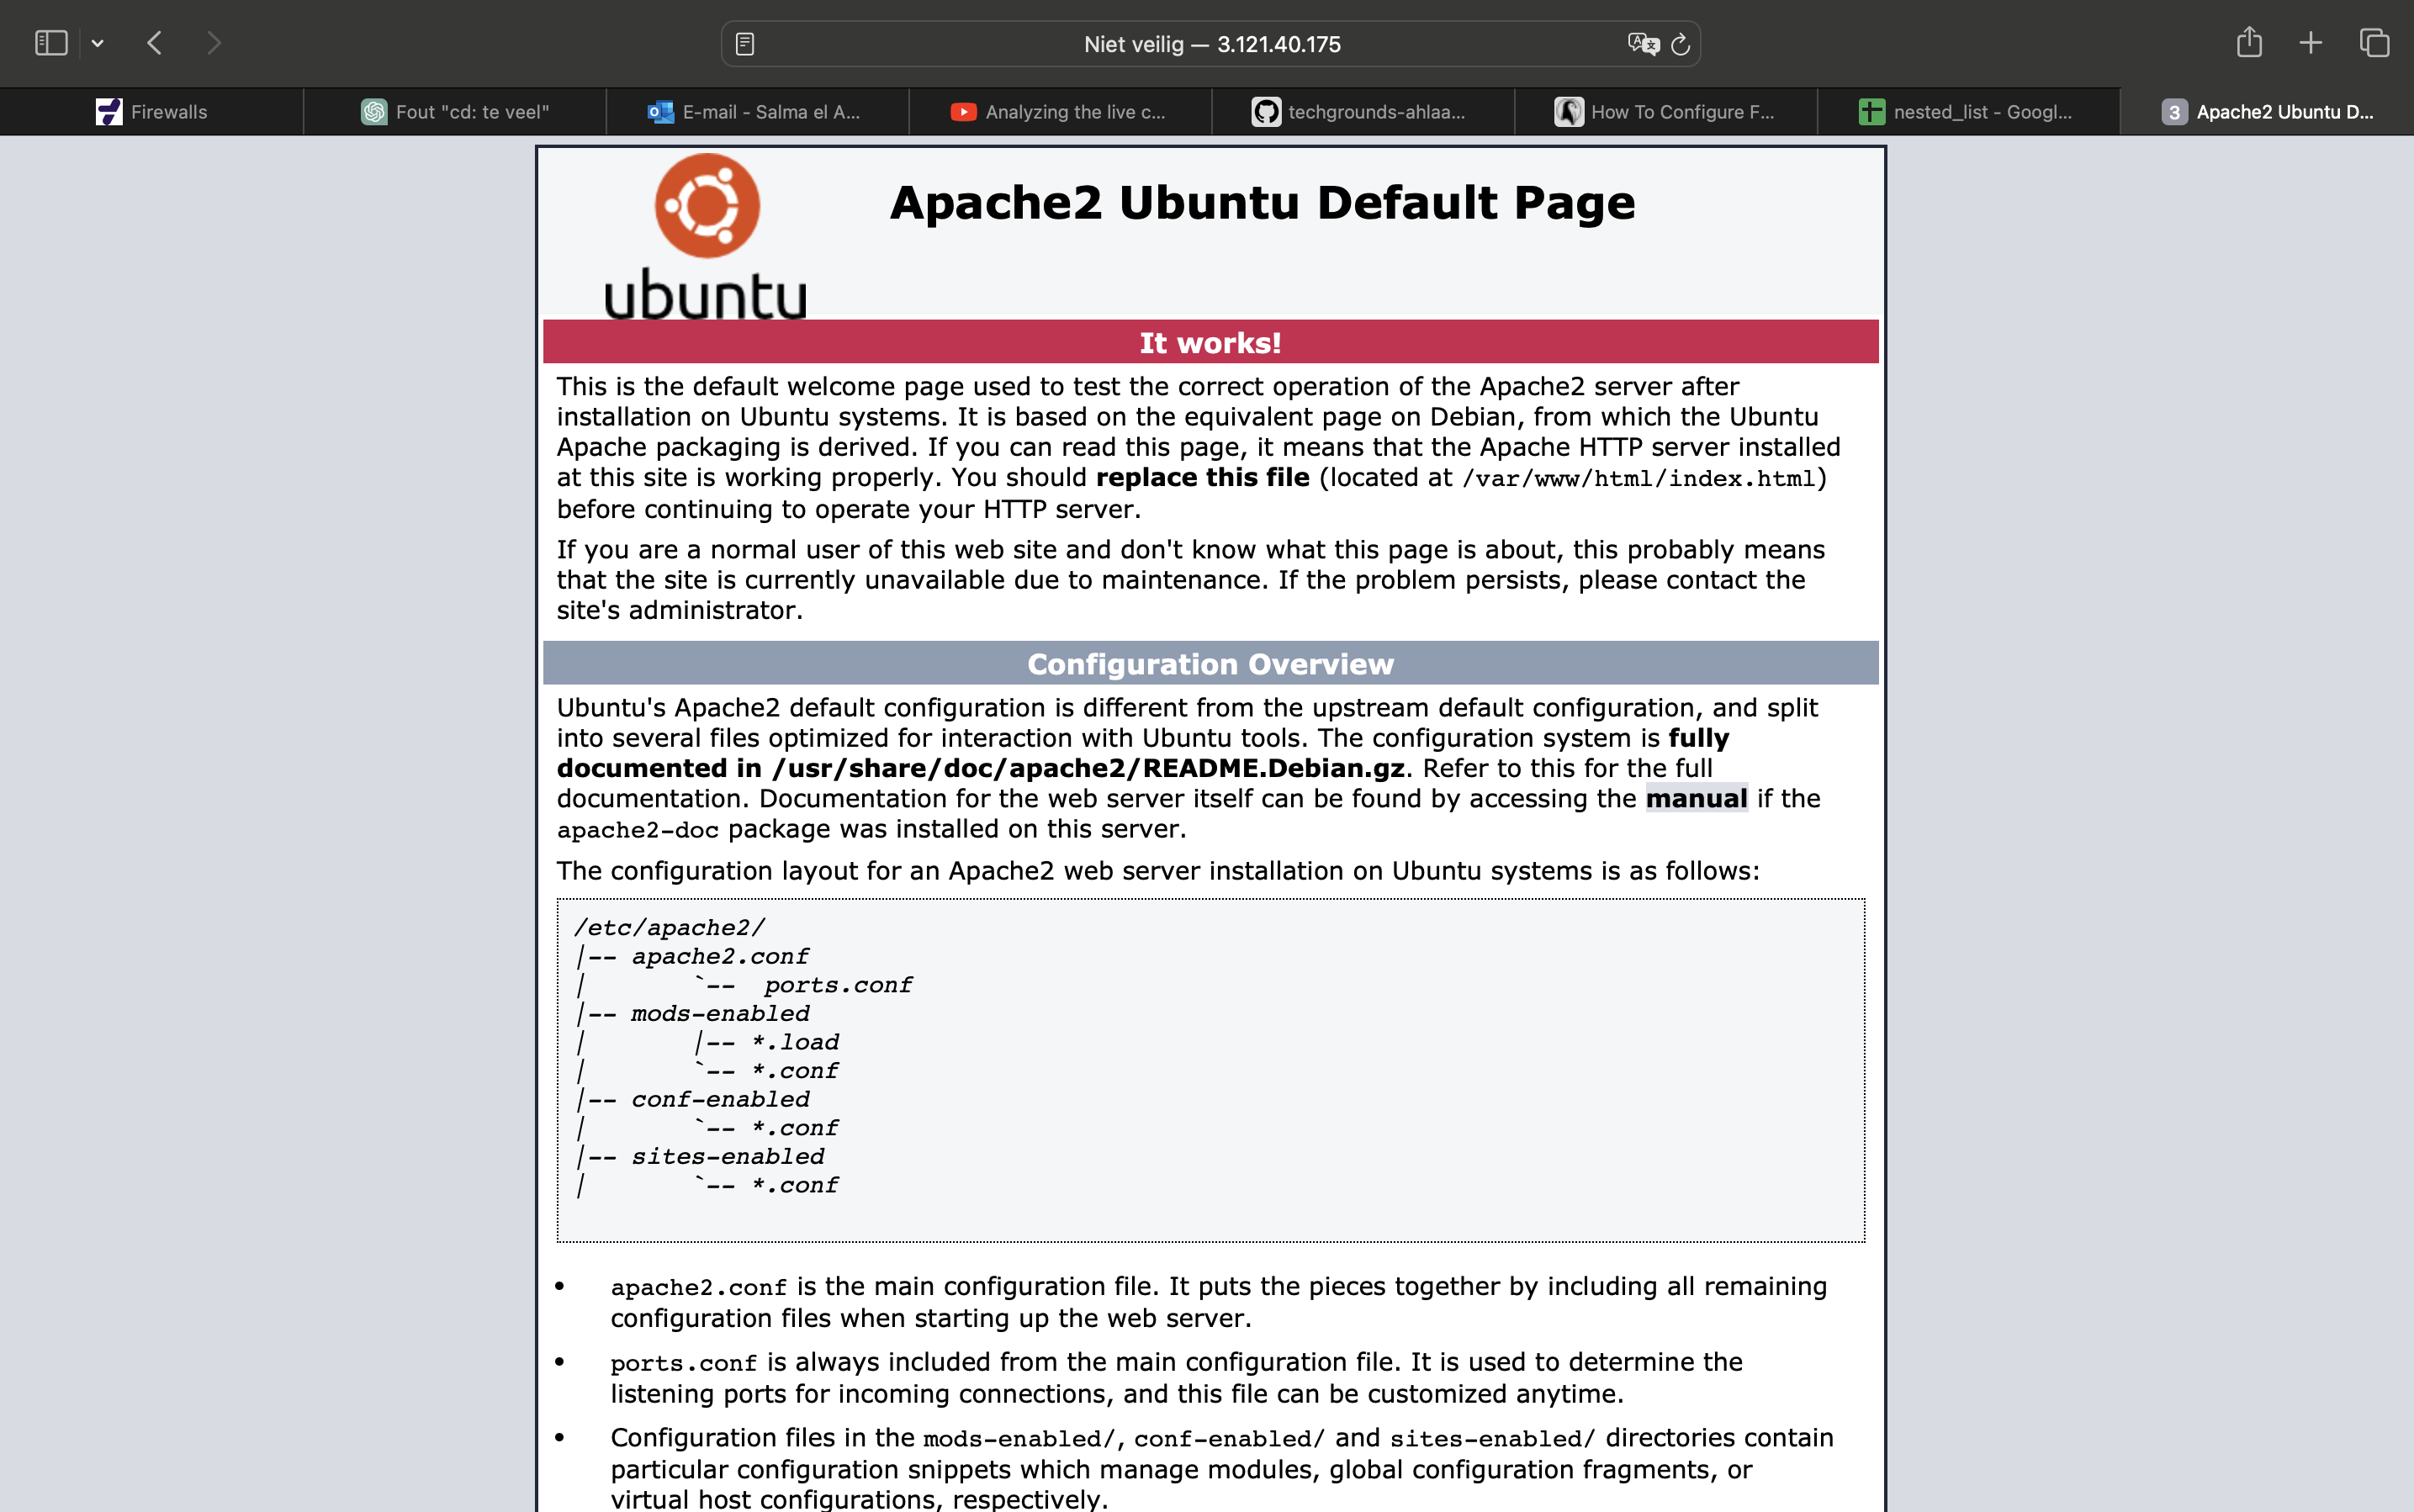 Niet veilig — 3.121.40.175
Firewalls
Fout "cd: te veel"
E-mail - Salma el A...
Analyzing the live c...
techgrounds-ahlaa...
How To Configure F...
nested_list - Googl...
3 Apache2 Ubuntu D...
ubuntu
Apache2 Ubuntu Default Page
It works!
This is the default welcome page used to test the correct operation of the Apache2 server after
installation on Ubuntu systems. It is based on the equivalent page on Debian, from which the Ubuntu
Apache packaging is derived. If you can read this page, it means that the Apache HTTP server installed
at this site is working properly. You should replace this file (located at /var/www/html/index.html)
before continuing to operate your HTTP server.
If you are a normal user of this web site and don't know what this page is about, this probably means
that the site is currently unavailable due to maintenance. If the problem persists, please contact the
site's administrator.
Configuration Overview
Ubuntu's Apache2 default configuration is different from the upstream default configuration, and split
into several files optimized for interaction with Ubuntu tools. The configuration system is fully
documented in /usr/share/doc/apache2/README.Debian.gz. Refer to this for the full
documentation. Documentation for the web server itself can be found by accessing the manual if the
apache2-doc package was installed on this server.
The configuration layout for an Apache2 web server installation on Ubuntu systems is as follows:
/etc/apache2/
|-- apache2.conf
|       `--  ports.conf
|-- mods-enabled
|       |-- *.load
|       `-- *.conf
|-- conf-enabled
|       `-- *.conf
|-- sites-enabled
|       `-- *.conf
• apache2.conf is the main configuration file. It puts the pieces together by including all remaining
configuration files when starting up the web server.
• ports.conf is always included from the main configuration file. It is used to determine the
listening ports for incoming connections, and this file can be customized anytime.
• Configuration files in the mods-enabled/, conf-enabled/ and sites-enabled/ directories contain
particular configuration snippets which manage modules, global configuration fragments, or
virtual host configurations, respectively.